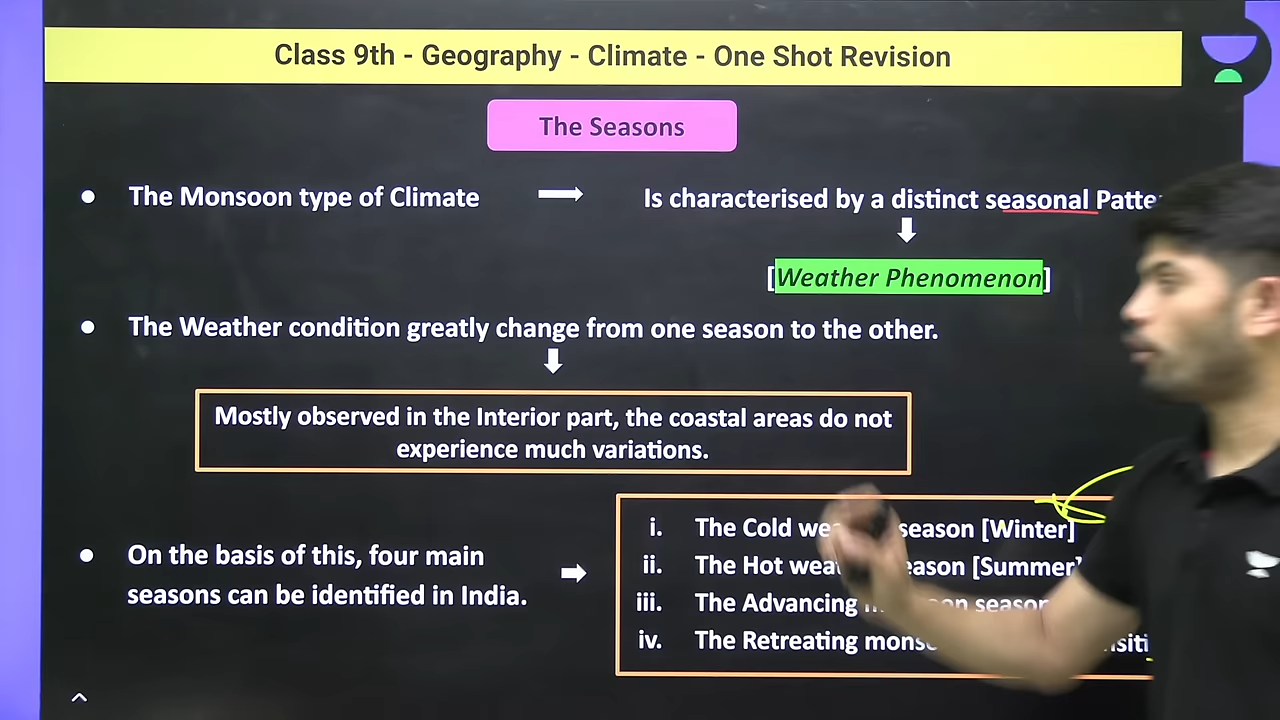 Class 9th - Geography - Climate - One Shot Revision
The Seasons
The Monsoon type of Climate
Is characterised by a distinct seasonal
[Weather Phenomenon]
The Weather condition greatly change from one season to the other.
Mostly observed in the Interior part, the coastal areas do not
experience much variations.
On the basis of this, four main
seasons can be identified in India.
i. The Cold season [Winter]
ii. The Hot [Summer]
iii. The Advancing
iv. The Retreating